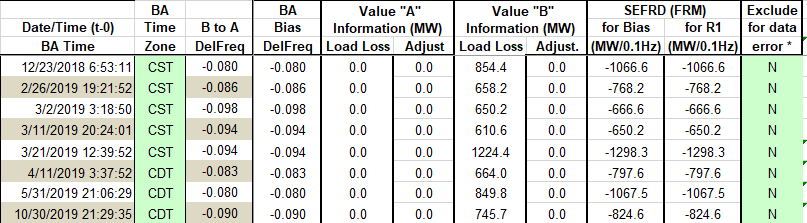 BA BA Value "A" Value "B" SEFRD (FRM) Exclude
Date/Time (t-0) Time B to A Bias Information (MW) Information (MW) for Bias for R1 for data
BA Time Zone DelFreq DelFreq Load Loss Adjust Load Loss Adjust. (MW/0.1Hz) (MW/0.1Hz) error *
12/23/2018 6:53:11 CST -0.080 -0.080 0.0 0.0 854.4 0.0 -1066.6 -1066.6 N
2/26/2019 19:21:52 CST -0.086 -0.086 0.0 0.0 658.2 0.0 -768.2 -768.2 N
3/2/2019 3:18:50 CST -0.098 -0.098 0.0 0.0 650.2 0.0 -666.6 -666.6 N
3/11/2019 20:24:01 CST -0.094 -0.094 0.0 0.0 610.6 0.0 -650.2 -650.2 N
3/21/2019 12:39:52 CST -0.094 -0.094 0.0 0.0 1224.4 0.0 -1298.3 -1298.3 N
4/11/2019 3:37:52 CDT -0.083 -0.083 0.0 0.0 664.0 0.0 -797.6 -797.6 N
5/31/2019 21:06:29 CDT -0.080 -0.080 0.0 0.0 849.8 0.0 -1067.5 -1067.5 N
10/30/2019 21:29:35 CDT -0.090 -0.090 0.0 0.0 745.7 0.0 -824.6 -824.6 N